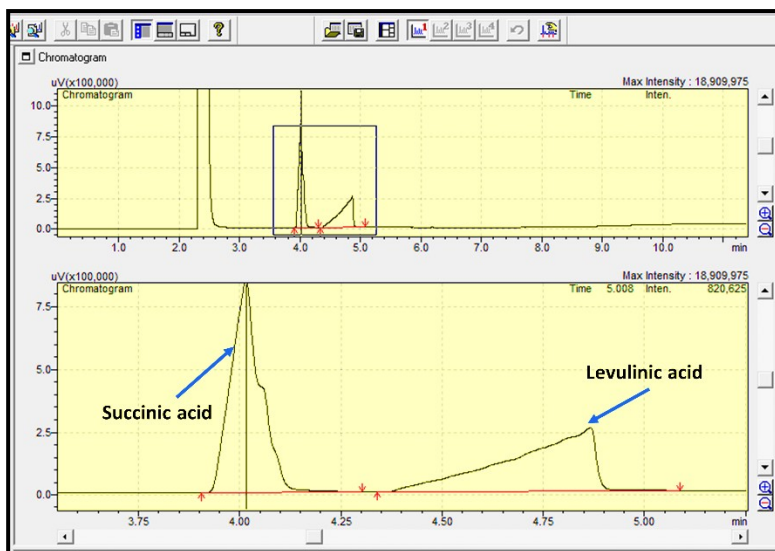 1 2 3 4
Chromatogram
uV(x100,000) Max Intensity : 18,909,975
Chromatogram Time Inten.
10.0
7.5
5.0
2.5
0.0
1.0 2.0 3.0 4.0 5.0 6.0 7.0 8.0 9.0 10.0 min
uV(x100,000) Max Intensity : 18,909,975
Chromatogram Time 5.008 Inten. 820,625
7.5
5.0
2.5
0.0
Succinic acid
Levulinic acid
3.75 4.00 4.25 4.50 4.75 5.00 min